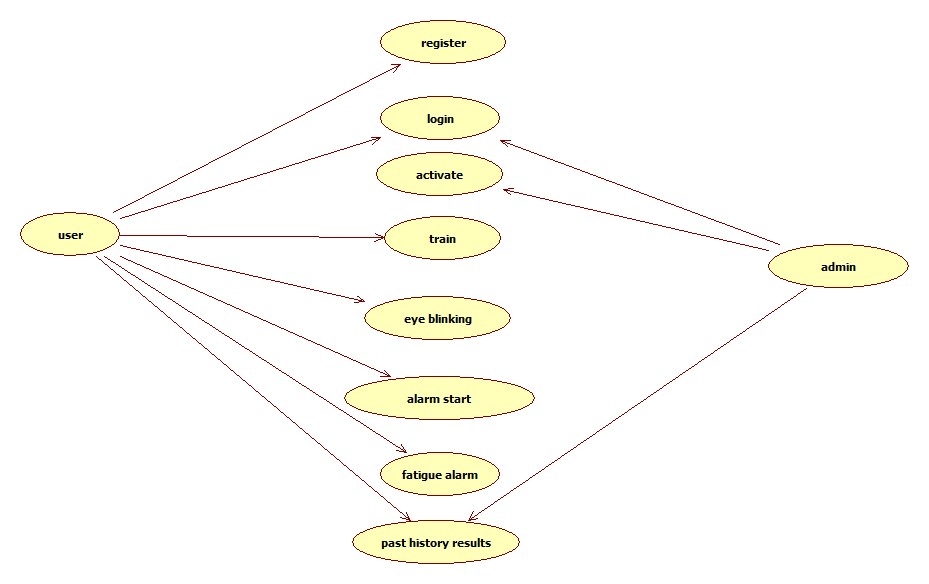 register
login
activate
user
train
admin
eye blinking
alarm start
fatigue alarm
past history results